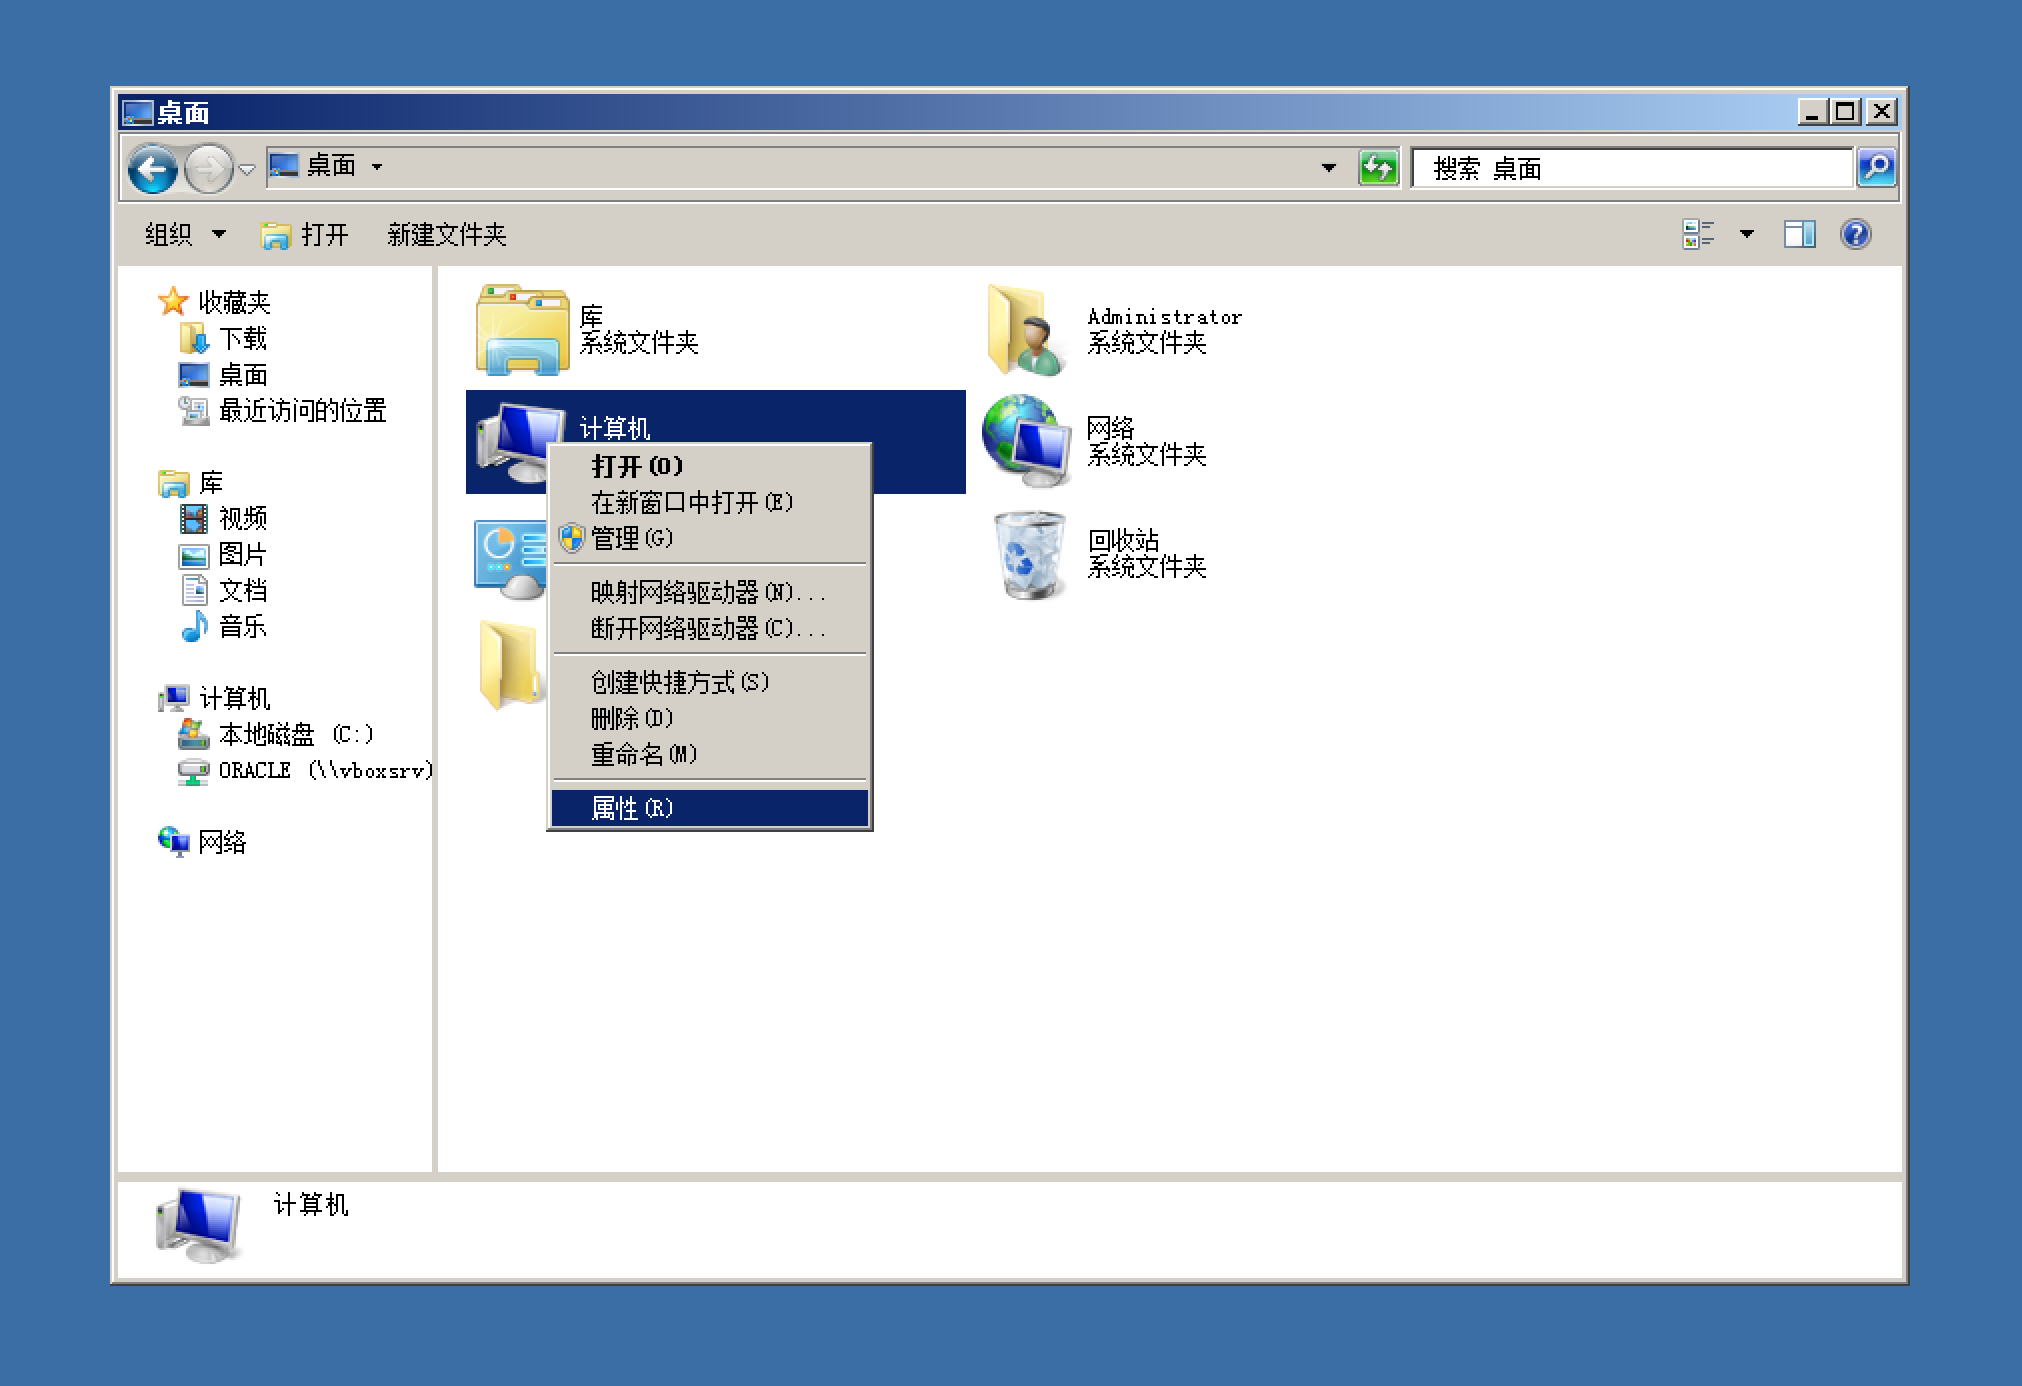 桌面
桌面
搜索 桌面
组织
打开
新建文件夹
收藏夹
下载
桌面
最近访问的位置
库
视频
图片
文档
音乐
计算机
本地磁盘 (C:)
ORACLE (\\vboxsrv)
网络
库
系统文件夹
Administrator
系统文件夹
计算机
网络
系统文件夹
回收站
系统文件夹
打开(O)
在新窗口中打开(E)
管理(G)
映射网络驱动器(N)...
断开网络驱动器(C)...
创建快捷方式(S)
删除(D)
重命名(M)
属性(R)
计算机